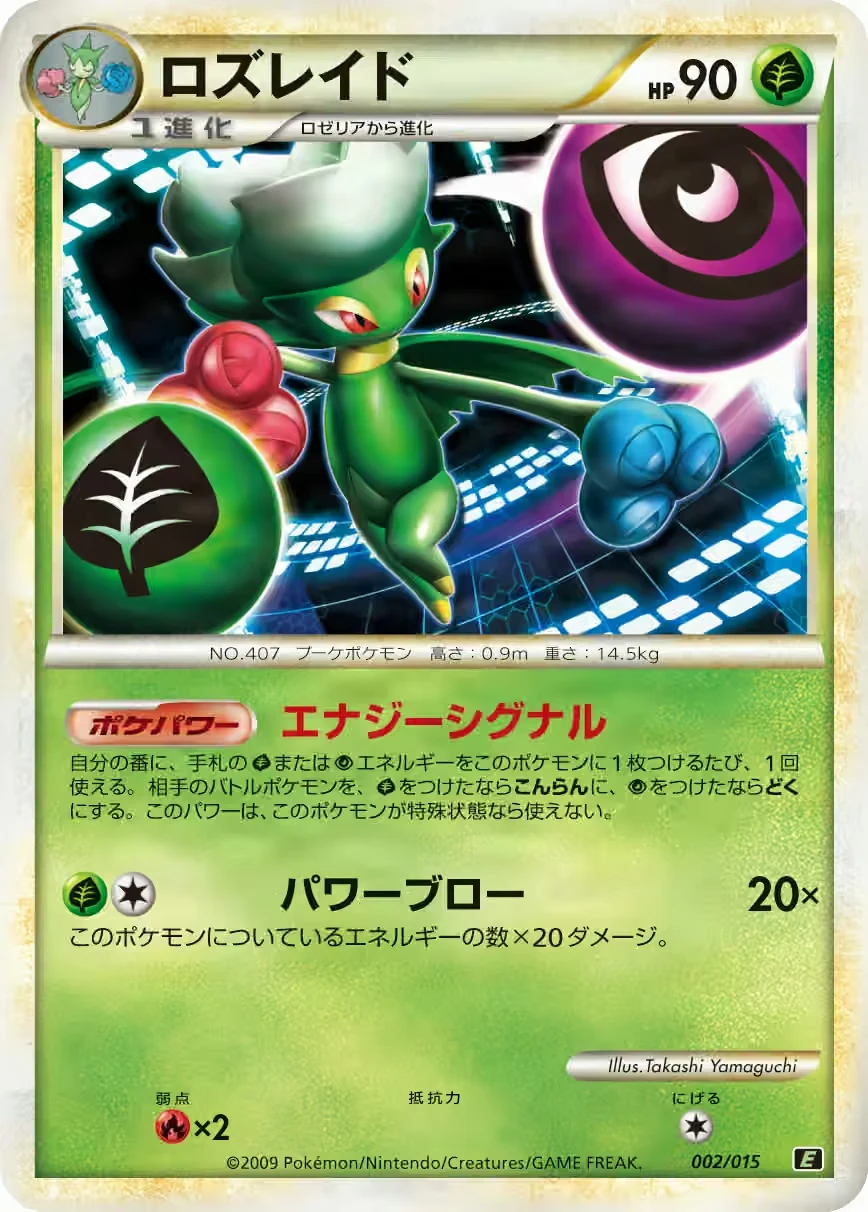 ロズレイド
HP90
1進化
ロゼリアから進化
NO.407 ブーケポケモン 高さ：0.9m 重さ：14.5kg
ポケパワー エナジーシグナル
自分の番に、手札の または エネルギーをこのポケモンに1枚つけるたび、1回
使える。相手のバトルポケモンを、 をつけたならこんらんに、 をつけたならどく
にする。このパワーは、このポケモンが特殊状態なら使えない。
パワーブロー 20×
このポケモンについているエネルギーの数×20ダメージ。
Illus.Takashi Yamaguchi
弱点 抵抗力 にげる
×2
©2009 Pokémon/Nintendo/Creatures/GAME FREAK. 002/015 E